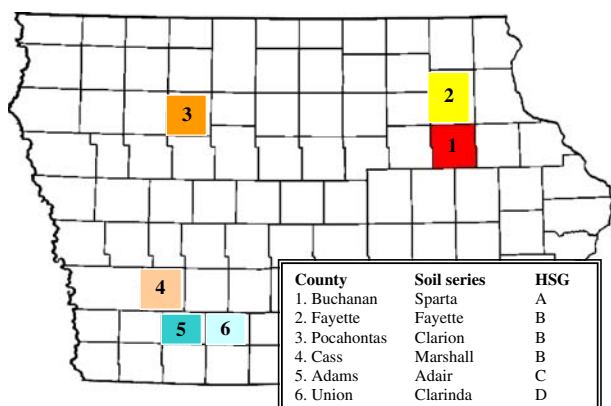 2
3
1
4
5 6
County Soil series HSG
1. Buchanan Sparta A
2. Fayette Fayette B
3. Pocahontas Clarion B
4. Cass Marshall B
5. Adams Adair C
6. Union Clarinda D